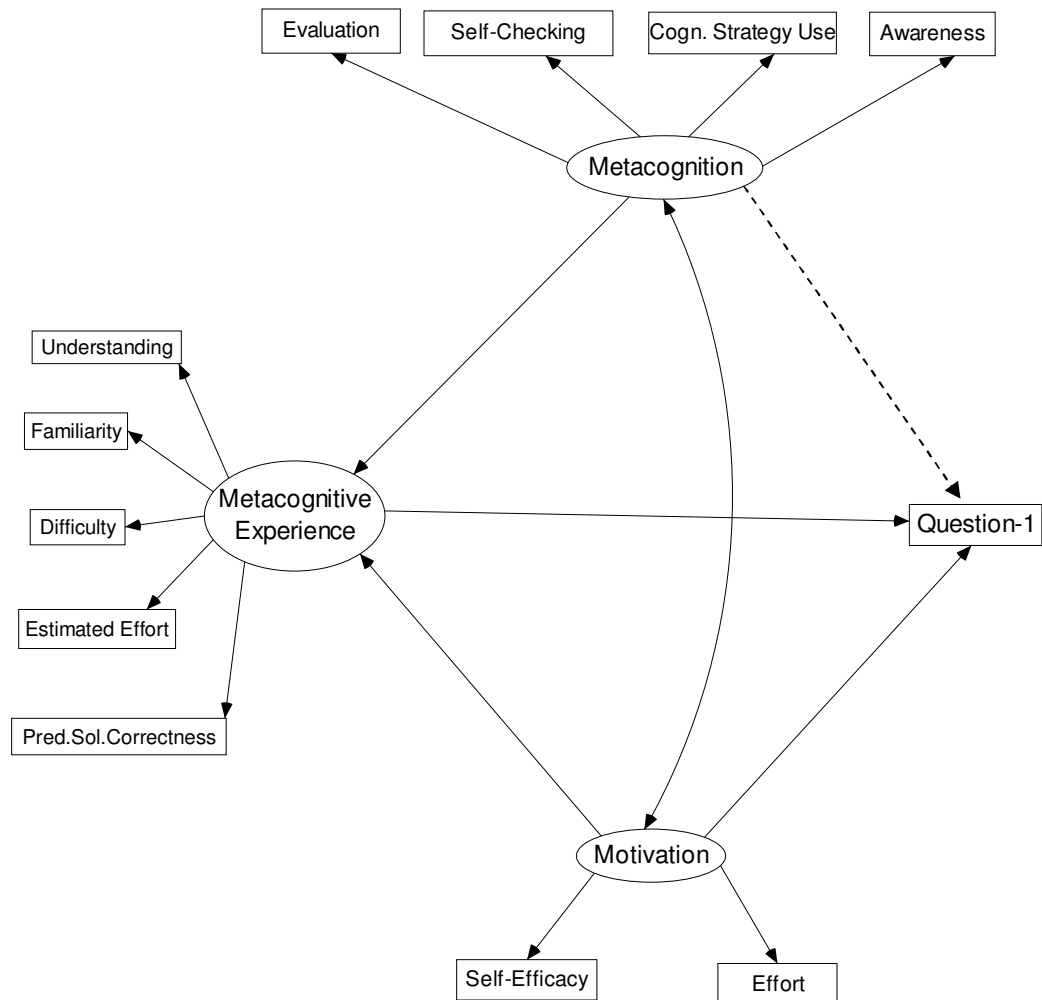 Evaluation
Self-Checking
Cogn. Strategy Use
Awareness
Metacognition
Understanding
Familiarity
Metacognitive
Experience
Difficulty
Question-1
Estimated Effort
Pred.Sol.Correctness
Motivation
Self-Efficacy
Effort